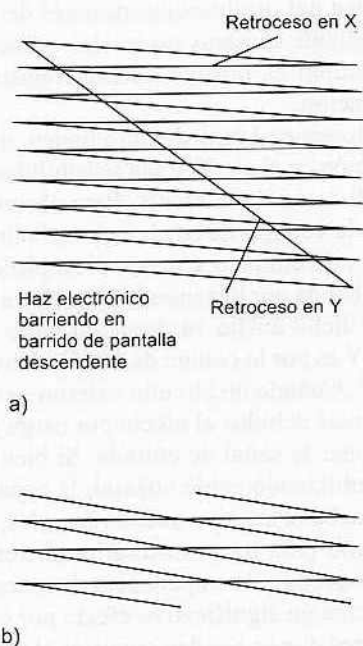 Retroceso en X
Haz electrónico
barriendo en
barrido de pantalla
descendente
Retroceso en Y
a)
b)